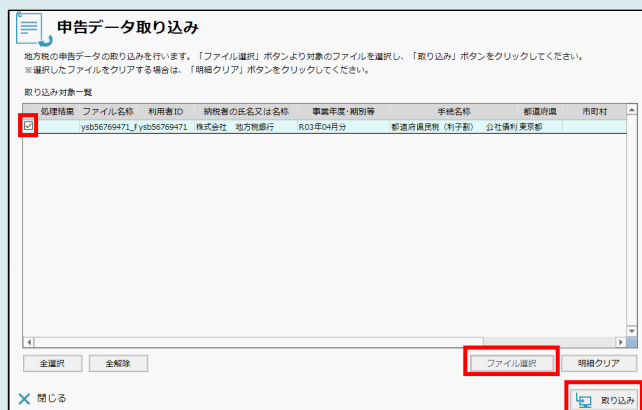 申告データ取り込み
地方税の申告データの取り込みを行います。「ファイル選択」ボタンより対象のファイルを選択し、「取り込み」ボタンをクリックしてください。
※選択したファイルをクリアする場合は、「明細クリア」ボタンをクリックしてください。
取り込み対象一覧
処理結果 ファイル名称 利用者ID 納税者の氏名又は名称 事業年度・期別等 手続名称 都道府県 市町村
ysb56769471_F ysb56769471 株式会社 地方税銀行 R03年04月分 都道府県民税（利子割） 公社債利 東京都
全選択 全解除 ファイル選択 明細クリア
閉じる 取り込み